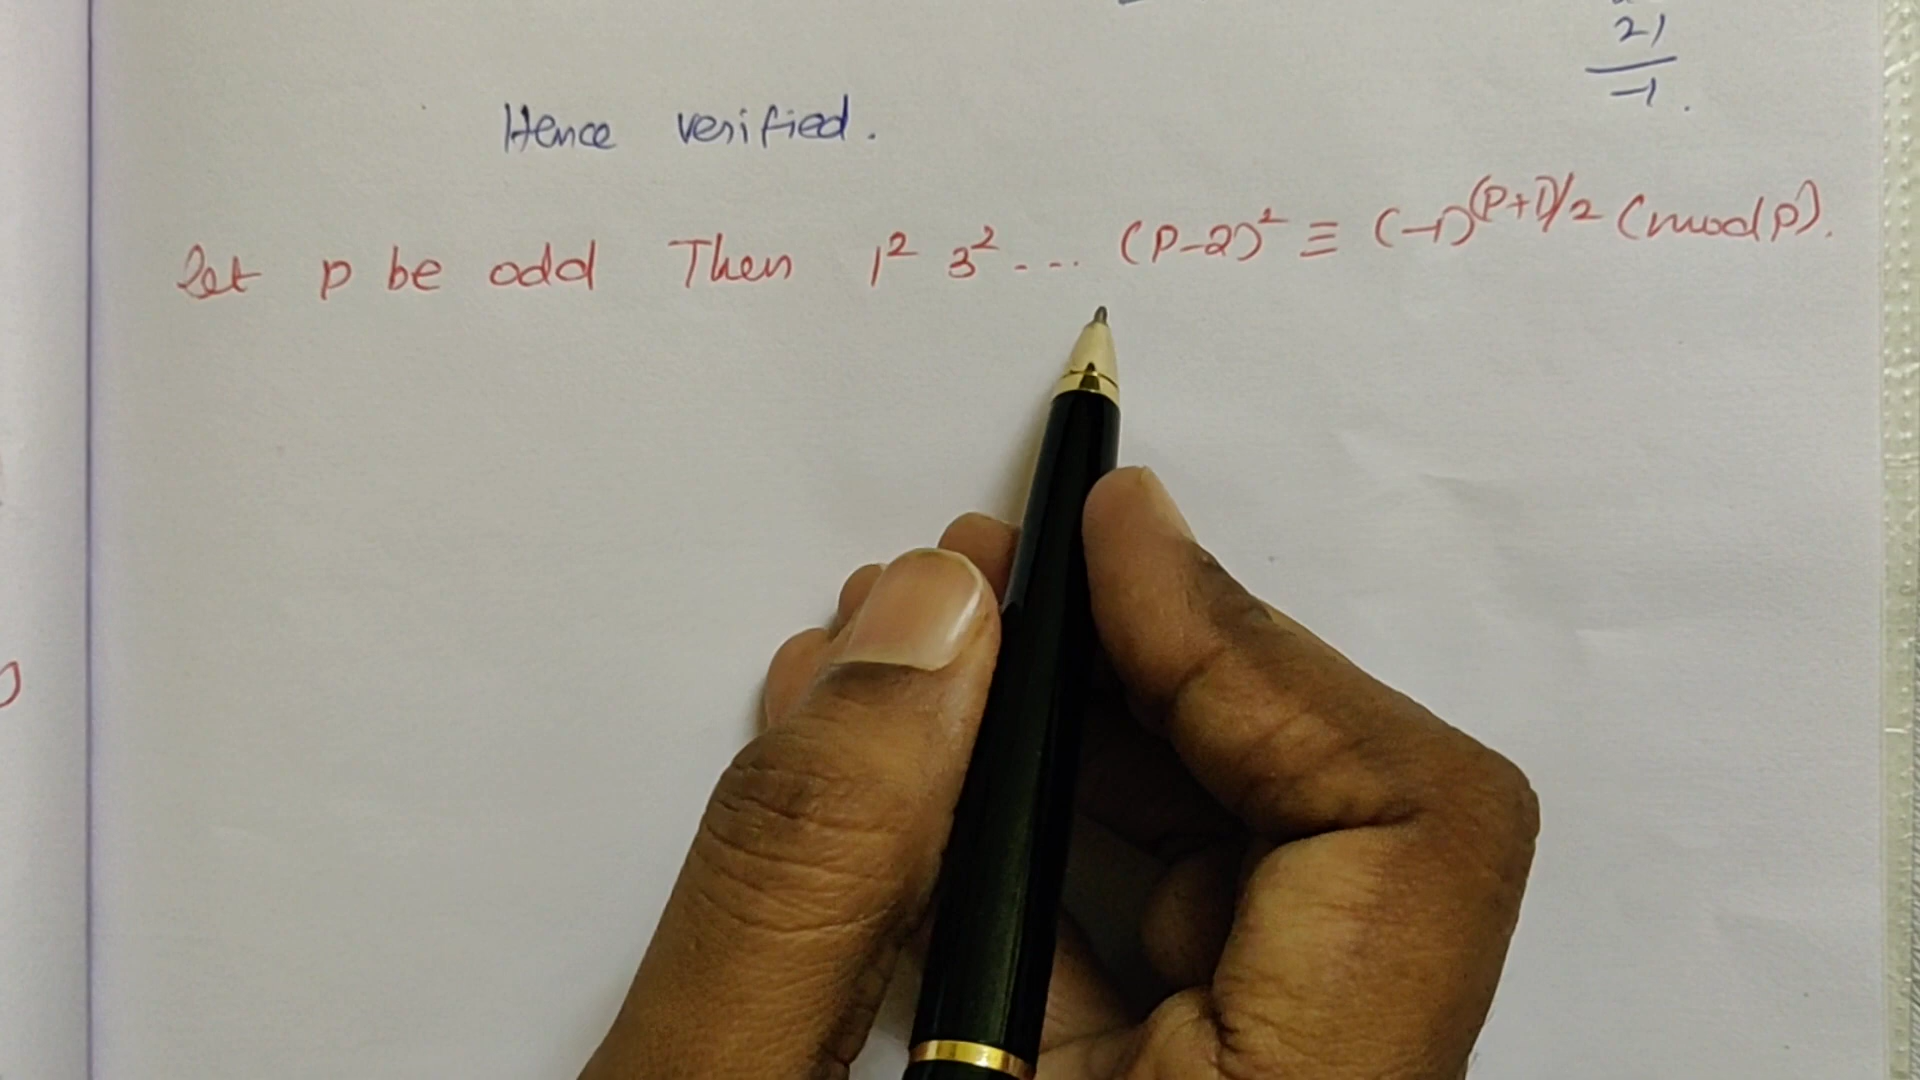 21
-1.
Hence verified.
Let p be odd Then 1² 3² ... (P-2)² ≡ (-1)^(P+1)/2 (mod p).